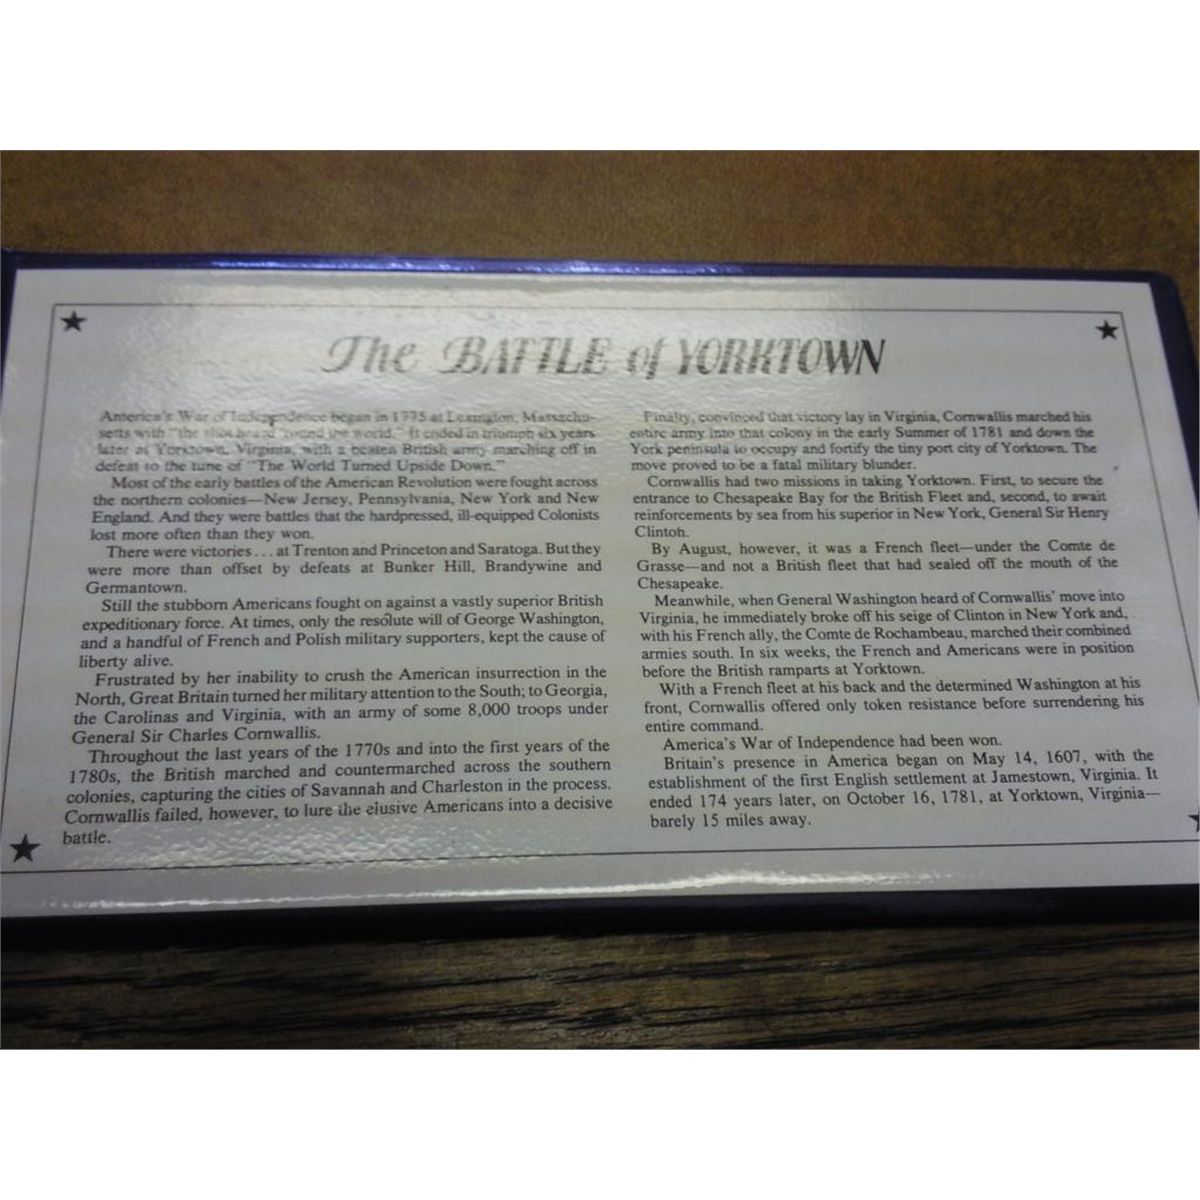 The BATTLE of YORKTOWN
America's War of Independence began in 1775 at Lexington, Massachu-
setts with "the shot heard 'round the world." It ended in triumph six years
later at Yorktown, Virginia, with a beaten British army marching off in
defeat to the tune of "The World Turned Upside Down."
Most of the early battles of the American Revolution were fought across
the northern colonies—New Jersey, Pennsylvania, New York and New
England. And they were battles that the hardpressed, ill-equipped Colonists
lost more often than they won.
There were victories . . . at Trenton and Princeton and Saratoga. But they
were more than offset by defeats at Bunker Hill, Brandywine and
Germantown.
Still the stubborn Americans fought on against a vastly superior British
expeditionary force. At times, only the resolute will of George Washington,
and a handful of French and Polish military supporters, kept the cause of
liberty alive.
Frustrated by her inability to crush the American insurrection in the
North, Great Britain turned her military attention to the South; to Georgia,
the Carolinas and Virginia, with an army of some 8,000 troops under
General Sir Charles Cornwallis.
Throughout the last years of the 1770s and into the first years of the
1780s, the British marched and countermarched across the southern
colonies, capturing the cities of Savannah and Charleston in the process.
Cornwallis failed, however, to lure the elusive Americans into a decisive
battle.
Finally, convinced that victory lay in Virginia, Cornwallis marched his
entire army into that colony in the early Summer of 1781 and down the
York peninsula to occupy and fortify the tiny port city of Yorktown. The
move proved to be a fatal military blunder.
Cornwallis had two missions in taking Yorktown. First, to secure the
entrance to Chesapeake Bay for the British Fleet and, second, to await
reinforcements by sea from his superior in New York, General Sir Henry
Clintoh.
By August, however, it was a French fleet—under the Comte de
Grasse—and not a British fleet that had sealed off the mouth of the
Chesapeake.
Meanwhile, when General Washington heard of Cornwallis' move into
Virginia, he immediately broke off his seige of Clinton in New York and,
with his French ally, the Comte de Rochambeau, marched their combined
armies south. In six weeks, the French and Americans were in position
before the British ramparts at Yorktown.
With a French fleet at his back and the determined Washington at his
front, Cornwallis offered only token resistance before surrendering his
entire command.
America's War of Independence had been won.
Britain's presence in America began on May 14, 1607, with the
establishment of the first English settlement at Jamestown, Virginia. It
ended 174 years later, on October 16, 1781, at Yorktown, Virginia—
barely 15 miles away.